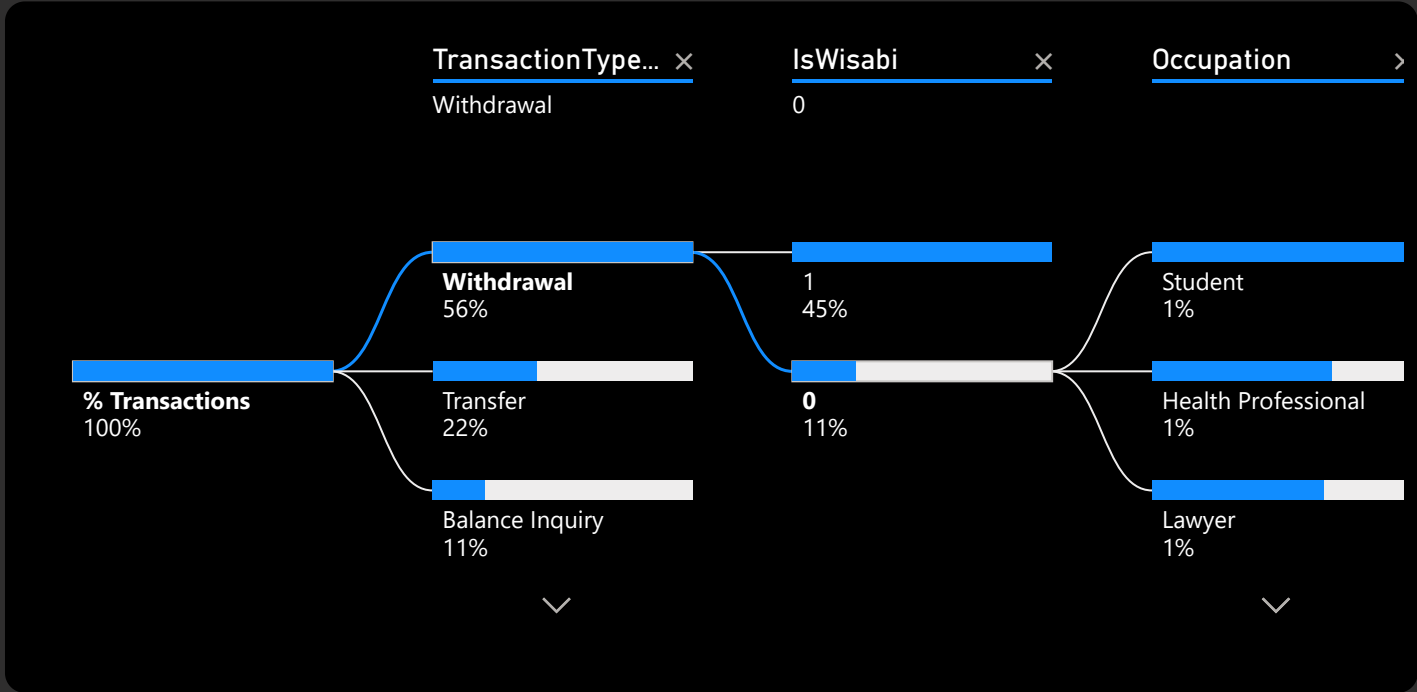 TransactionType...
IsWisabi
Occupation
Withdrawal
0
Withdrawal
56%
1
45%
Student
1%
% Transactions
100%
Transfer
22%
0
11%
Health Professional
1%
Balance Inquiry
11%
Lawyer
1%